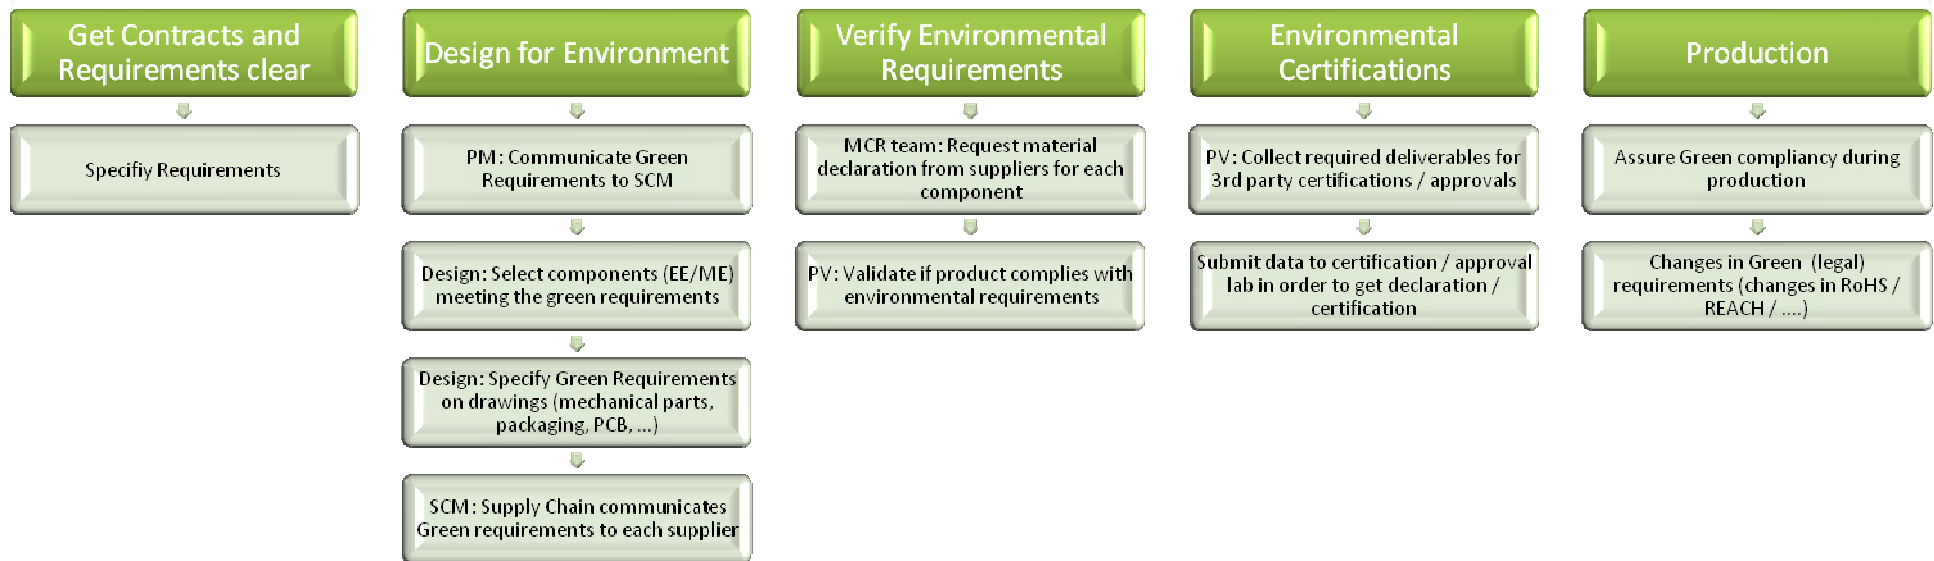 Get Contracts and
Requirements clear
Specifiy Requirements
Design for Environment
PM: Communicate Green
Requirements to SCM
Design: Select components (EE/ME)
meeting the green requirements
Design: Specify Green Requirements
on drawings (mechanical parts,
packaging, PCB, ...)
SCM: Supply Chain communicates
Green requirements to each supplier
Verify Environmental
Requirements
MCR team: Request material
declaration from suppliers for each
component
PV: Validate if product complies with
environmental requirements
Environmental
Certifications
PV: Collect required deliverables for
3rd party certifications / approvals
Submit data to certification / approval
lab in order to get declaration /
certification
Production
Assure Green compliancy during
production
Changes in Green (legal)
requirements (changes in RoHS /
REACH / ....)